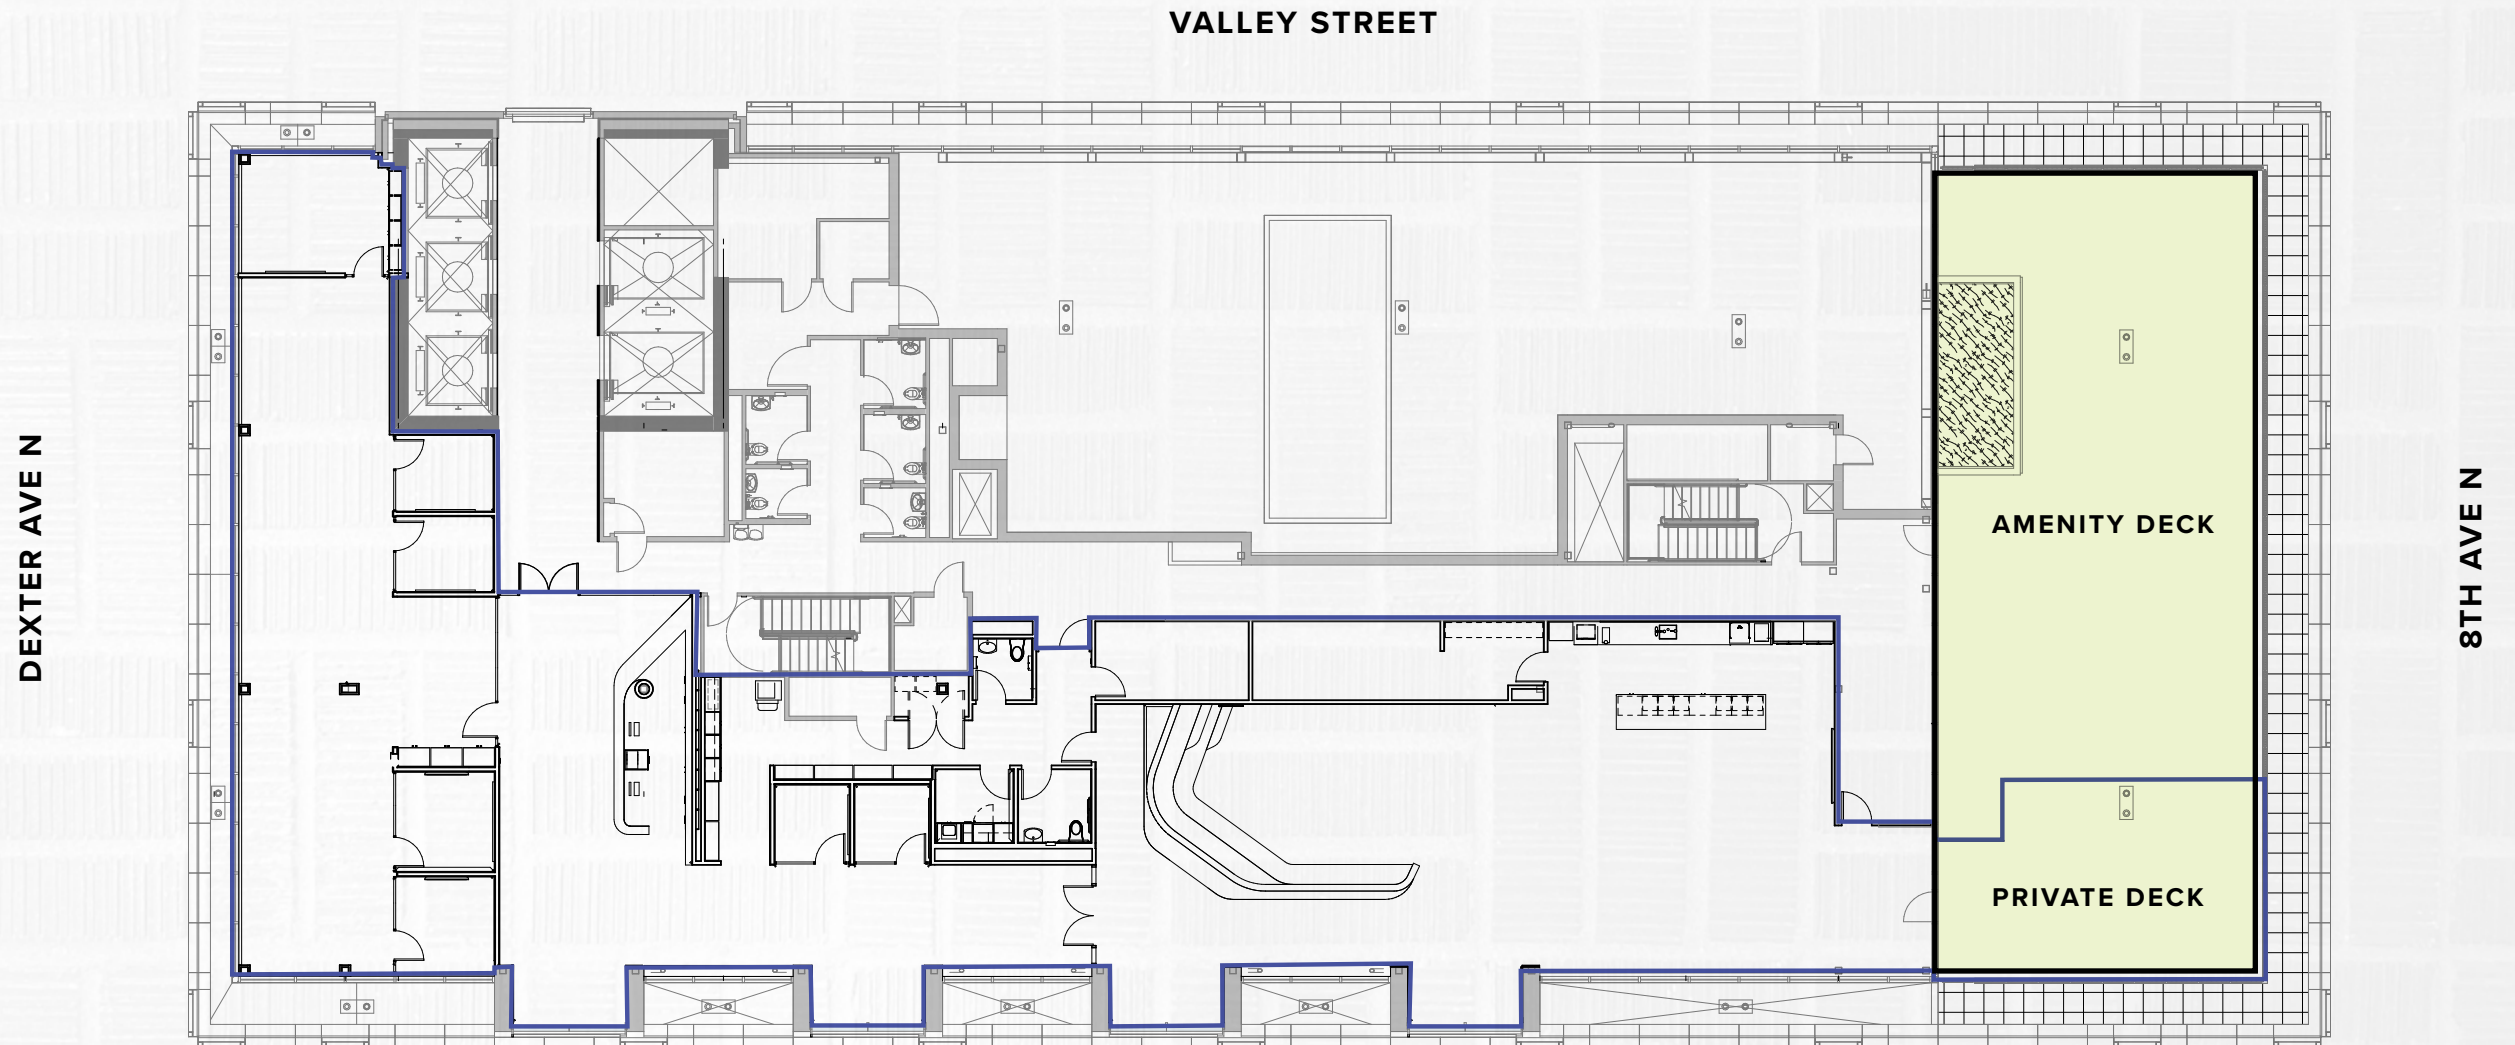 VALLEY STREET
DEXTER AVE N
AMENITY DECK
8TH AVE N
PRIVATE DECK